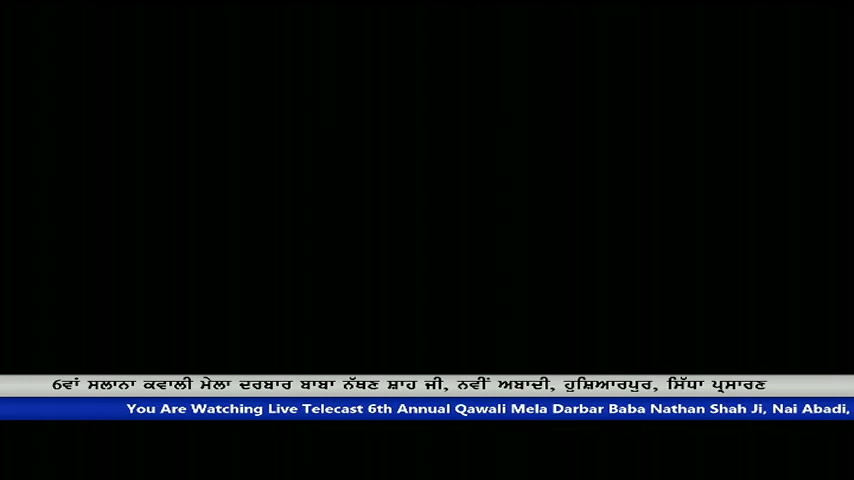 6ਵਾਂ ਸਲਾਨਾ ਕਵਾਲੀ ਮੇਲਾ ਦਰਬਾਰ ਬਾਬਾ ਨੱਥਣ ਸ਼ਾਹ ਜੀ, ਨਵੀਂ ਅਬਾਦੀ, ਹੁਸ਼ਿਆਰਪੁਰ, ਸਿੱਧਾ ਪ੍ਰਸਾਰਣ
You Are Watching Live Telecast 6th Annual Qawali Mela Darbar Baba Nathan Shah Ji, Nai Abadi,